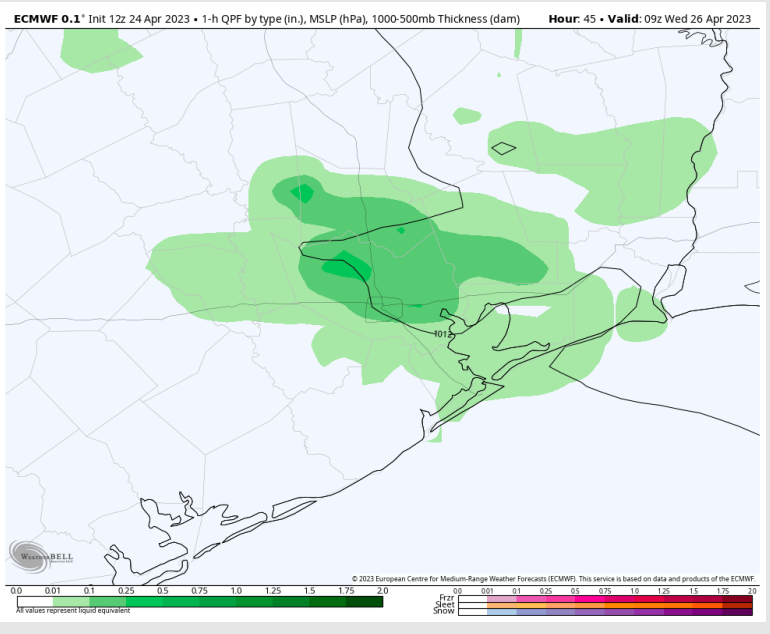 ECMWF 0.1° Init 12z 24 Apr 2023 • 1-h QPF by type (in.), MSLP (hPa), 1000-500mb Thickness (dam) Hour: 45 • Valid: 09z Wed 26 Apr 2023
1012
WEATHERBELL
© 2023 European Centre for Medium-Range Weather Forecasts (ECMWF). This service is based on data and products of the ECMWF.
0.0 0.01 0.1 0.25 0.5 0.75 1.0 1.25 1.5 1.75 2.0
All values represent liquid equivalent
0.0 0.01 0.1 0.25 0.5 0.75 1.0 1.25 1.5 1.75 2.0
Frzr
Sleet
Snow